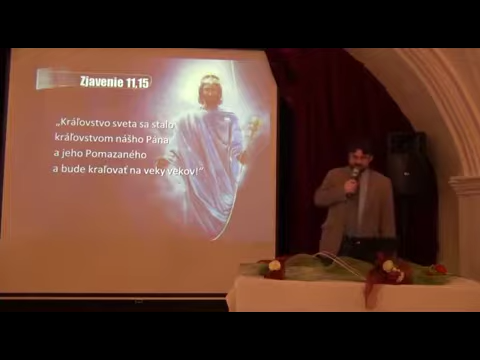 Zjavenie 11,15
„Kráľovstvo sveta sa stalo
kráľovstvom nášho Pána
a jeho Pomazaného
a bude kraľovať na veky vekov!“